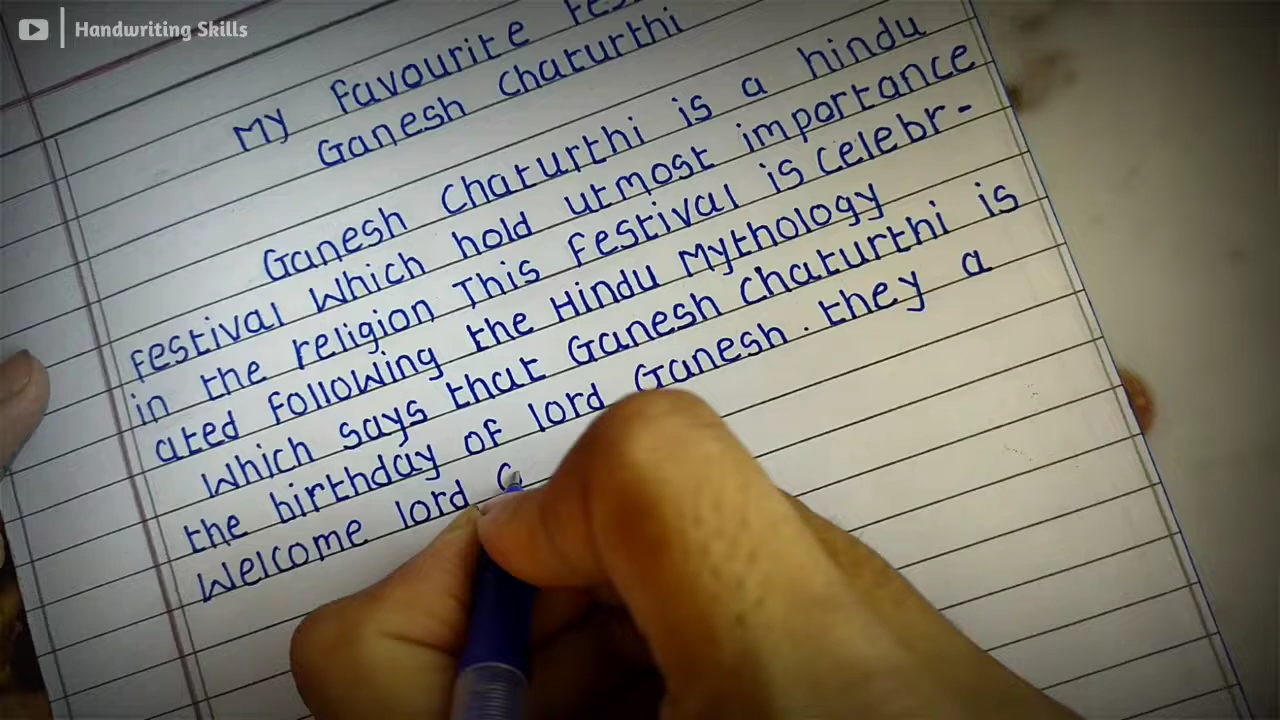 Handwriting Skills
My favourite
Ganesh chaturthi
Ganesh chaturthi is a hindu
festival which hold utmost importance
in the religion This festival is celebr-
ated following the Hindu Mythology
which says that Ganesh chaturthi is
the birthday of lord Ganesh. they a
welcome lord G